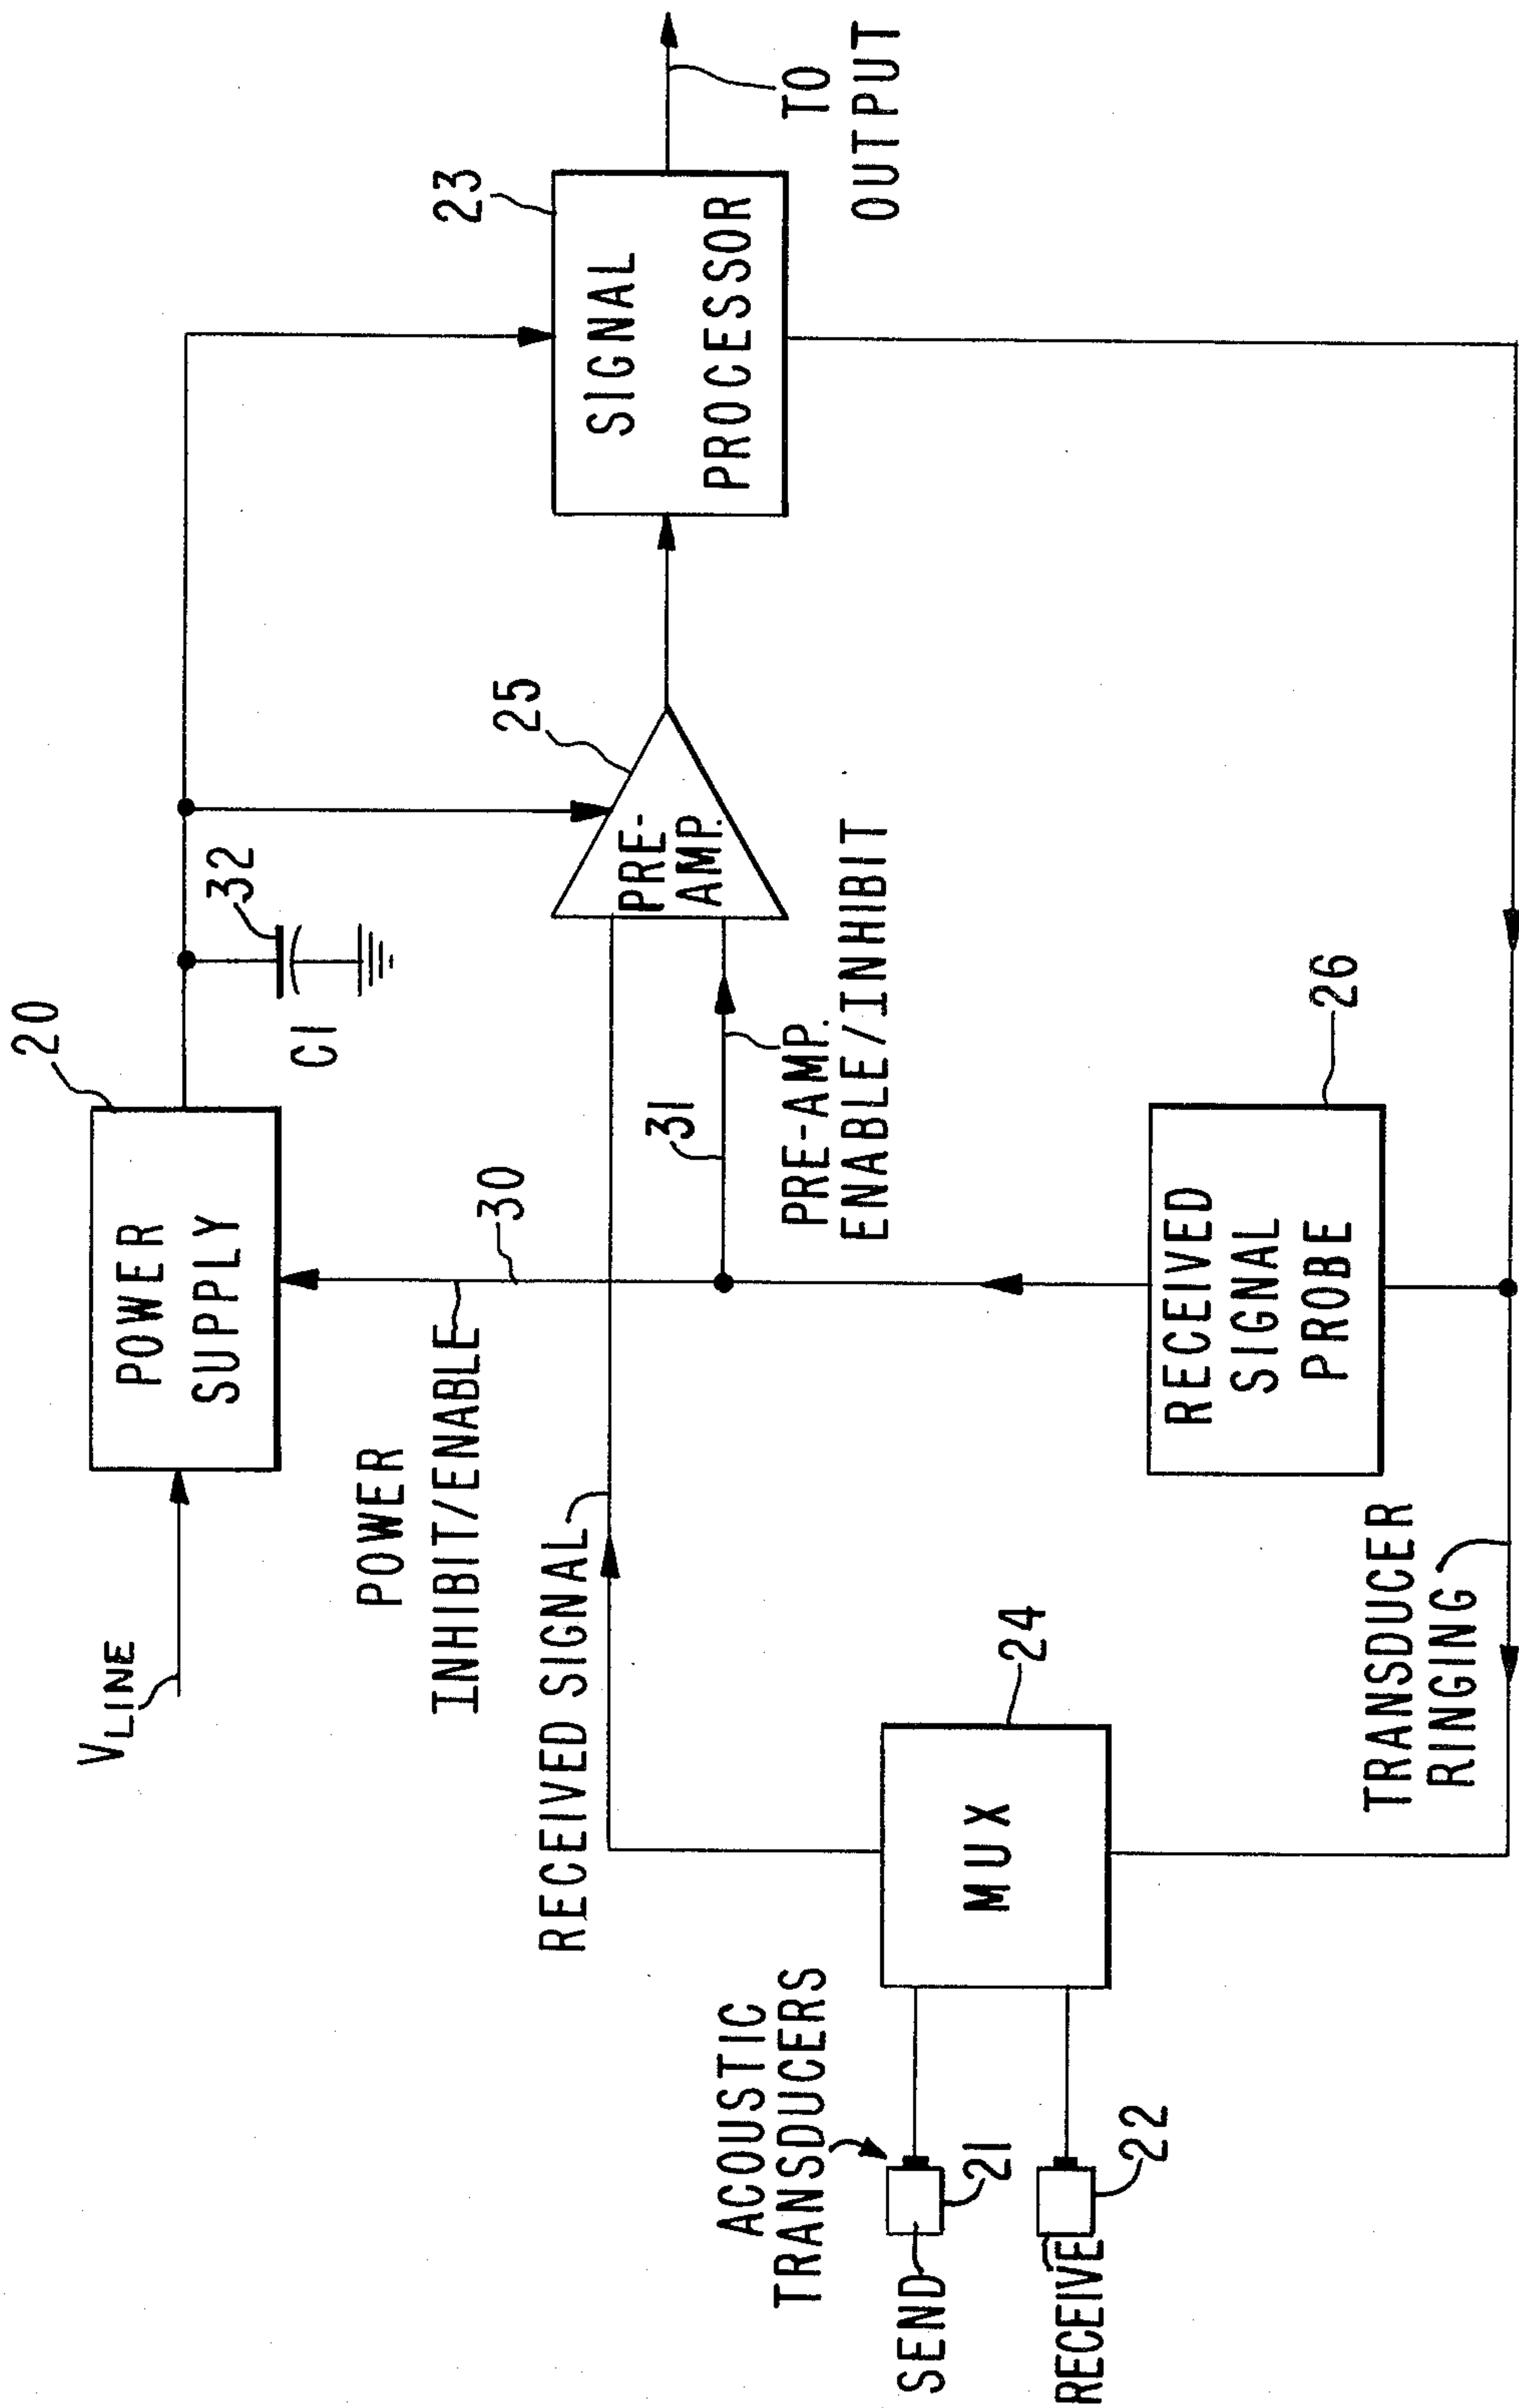 20
V LINE
POWER
SUPPLY
C1
32
POWER
INHIBIT/ENABLE
30
RECEIVED SIGNAL
25
PRE-
AMP.
23
SIGNAL
PROCESSOR
TO
OUTPUT
31
PRE-AMP.
ENABLE/INHIBIT
ACOUSTIC
TRANSDUCERS
SEND
21
RECEIVE
22
MUX
24
RECEIVED
SIGNAL
PROBE
26
TRANSDUCER
RINGING